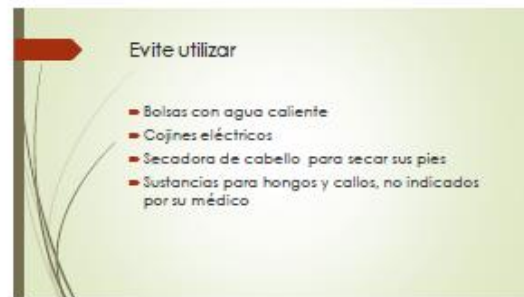 Evite utilizar
Bolsas con agua caliente
Cojines eléctricos
Secadora de cabello para secar sus pies
Sustancias para hongos y callos, no indicados
por su médico